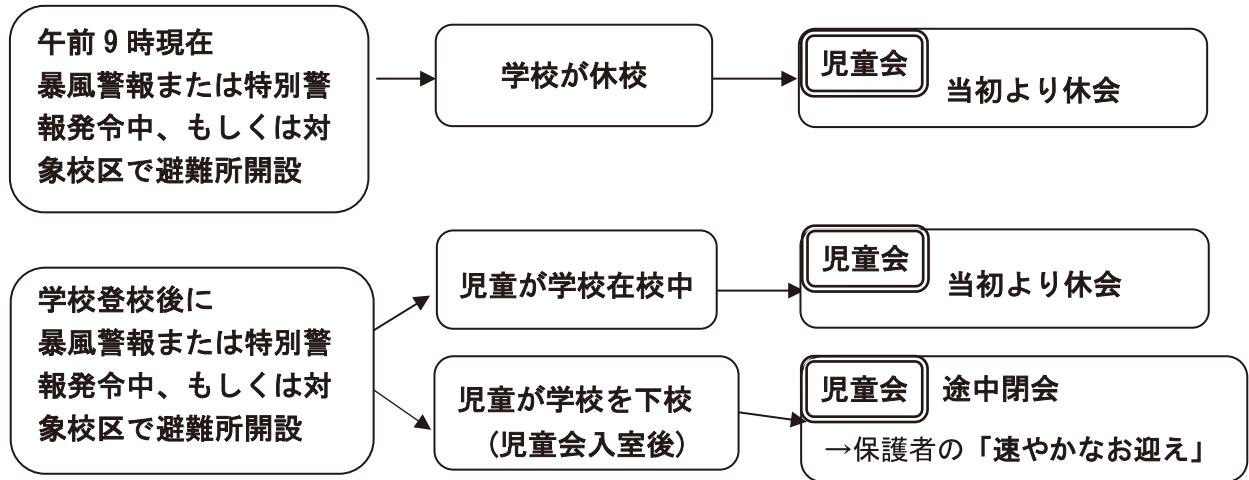 午前９時現在
暴風警報または特別警
報発令中、もしくは対
象校区で避難所開設
学校が休校
児童会
当初より休会
学校登校後に
暴風警報または特別警
報発令中、もしくは対
象校区で避難所開設
児童が学校在校中
児童会
当初より休会
児童が学校を下校
（児童会入室後）
児童会 途中閉会
→保護者の「速やかなお迎え」